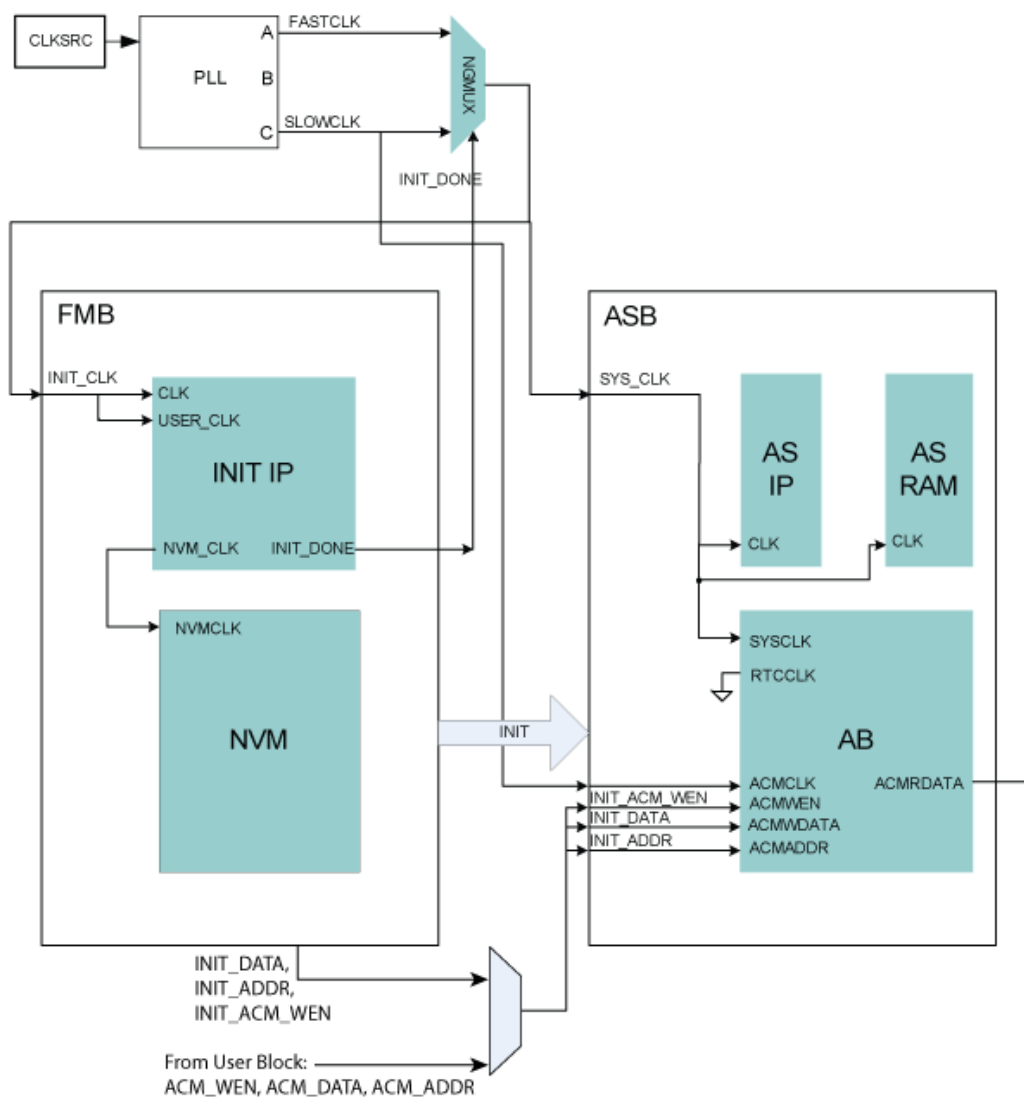 CLKSRC
PLL
A
B
C
FASTCLK
SLOWCLK
NGMUX
INIT_DONE
FMB
INIT_CLK
CLK
USER_CLK
INIT IP
NVM_CLK
INIT_DONE
NVMCLK
NVM
INIT
ASB
SYS_CLK
AS
IP
CLK
AS
RAM
CLK
SYSCLK
RTCCLK
AB
ACMCLK
ACMRDATA
INIT_ACM_WEN
ACMWEN
INIT_DATA
ACMWDATA
INIT_ADDR
ACMADDR
INIT_DATA,
INIT_ADDR,
INIT_ACM_WEN
From User Block:
ACM_WEN, ACM_DATA, ACM_ADDR